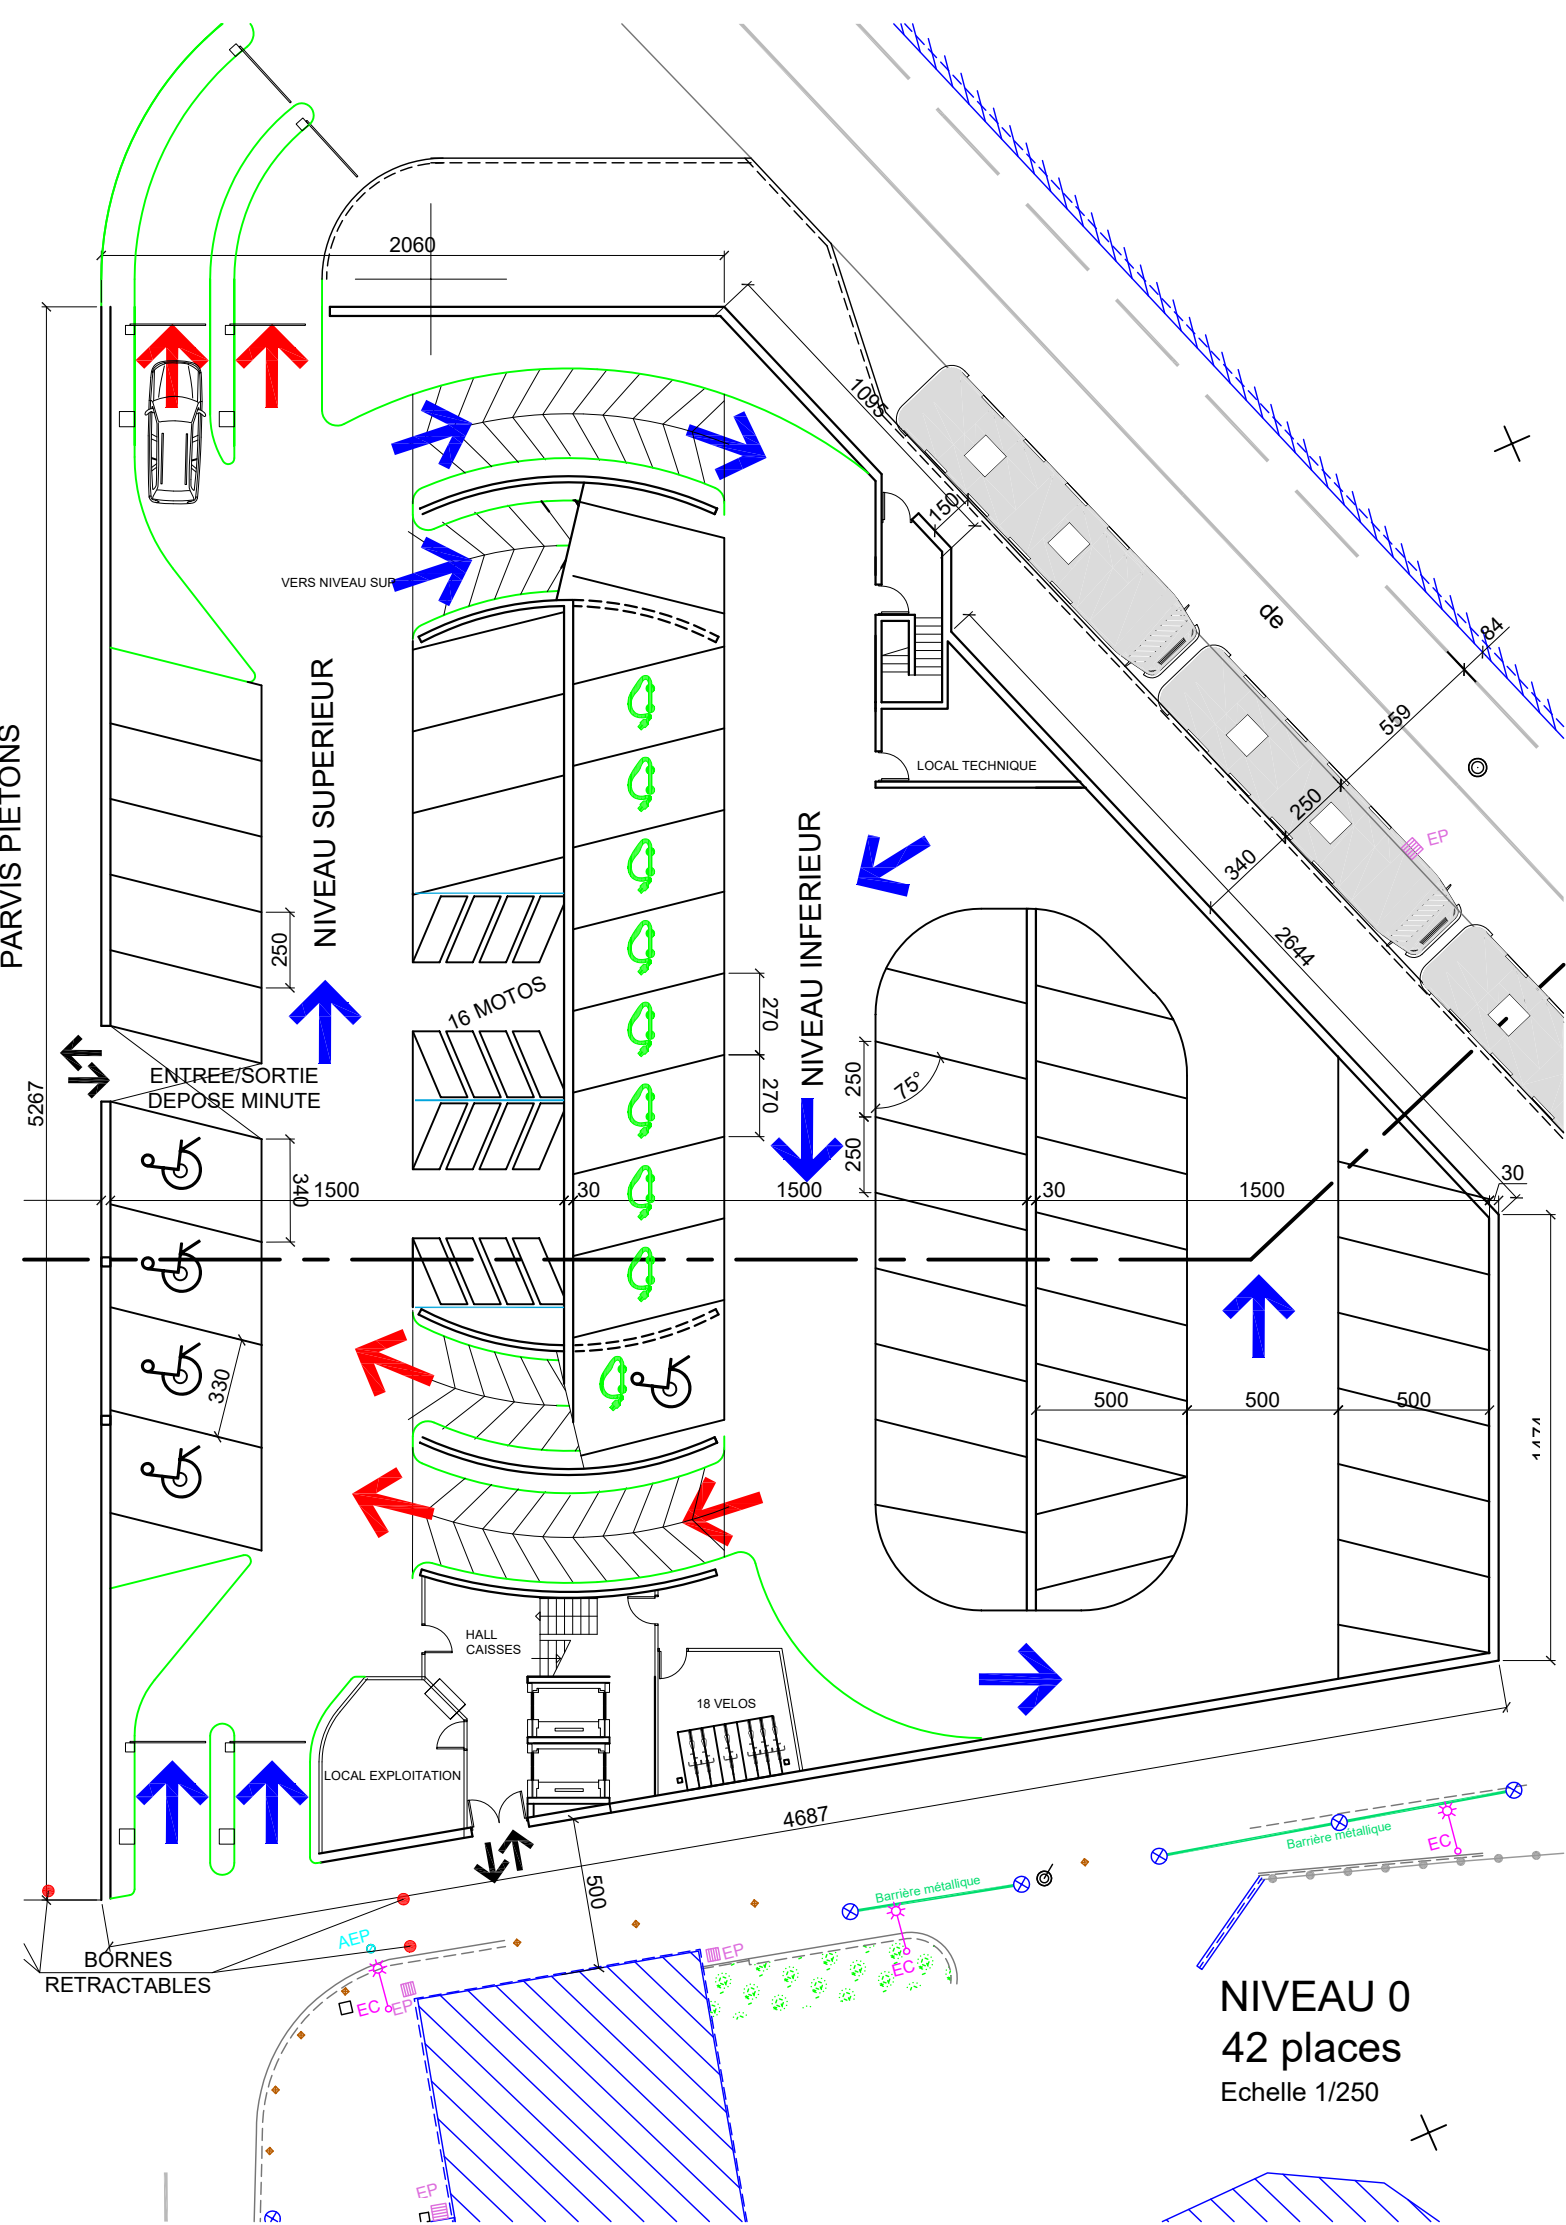 2060
1095
150
VERS NIVEAU SUP
de
84
559
250
340
2644
EP
LOCAL TECHNIQUE
PARVIS PIETONS
NIVEAU SUPERIEUR
NIVEAU INFERIEUR
250
16 MOTOS
270
270
250
250
75°
ENTREE/SORTIE
DEPOSE MINUTE
5267
340
1500
30
1500
30
1500
30
330
500
500
500
HALL
CAISSES
18 VELOS
LOCAL EXPLOITATION
4687
500
Barrière métallique
EC
Barrière métallique
EC
BORNES
RETRACTABLES
AEP
EC
EP
EP
EP
NIVEAU 0
42 places
Echelle 1/250